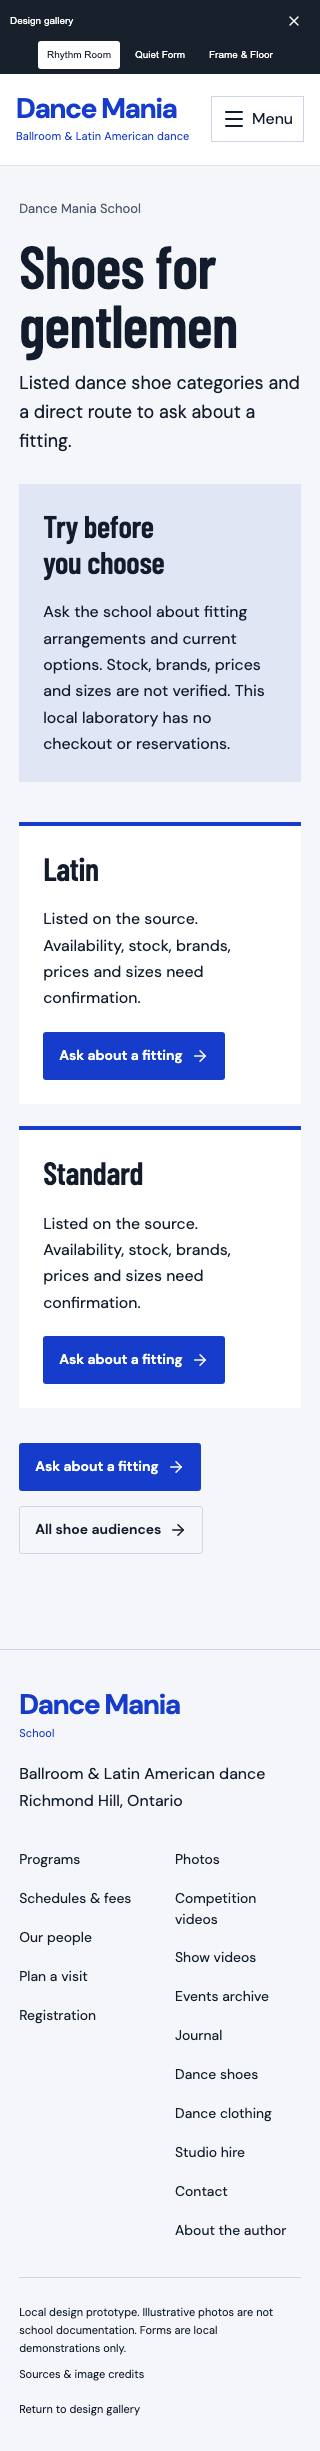 Design gallery
Rhythm Room Quiet Form Frame & Floor
Dance Mania
Ballroom & Latin American dance
Menu
Dance Mania School
Shoes for
gentlemen
Listed dance shoe categories and
a direct route to ask about a
fitting.
Try before
you choose
Ask the school about fitting
arrangements and current
options. Stock, brands, prices
and sizes are not verified. This
local laboratory has no
checkout or reservations.
Latin
Listed on the source.
Availability, stock, brands,
prices and sizes need
confirmation.
Ask about a fitting
Standard
Listed on the source.
Availability, stock, brands,
prices and sizes need
confirmation.
Ask about a fitting
Ask about a fitting
All shoe audiences
Dance Mania
School
Ballroom & Latin American dance
Richmond Hill, Ontario
Programs
Schedules & fees
Our people
Plan a visit
Registration
Photos
Competition
videos
Show videos
Events archive
Journal
Dance shoes
Dance clothing
Studio hire
Contact
About the author
Local design prototype. Illustrative photos are not
school documentation. Forms are local
demonstrations only.
Sources & image credits
Return to design gallery